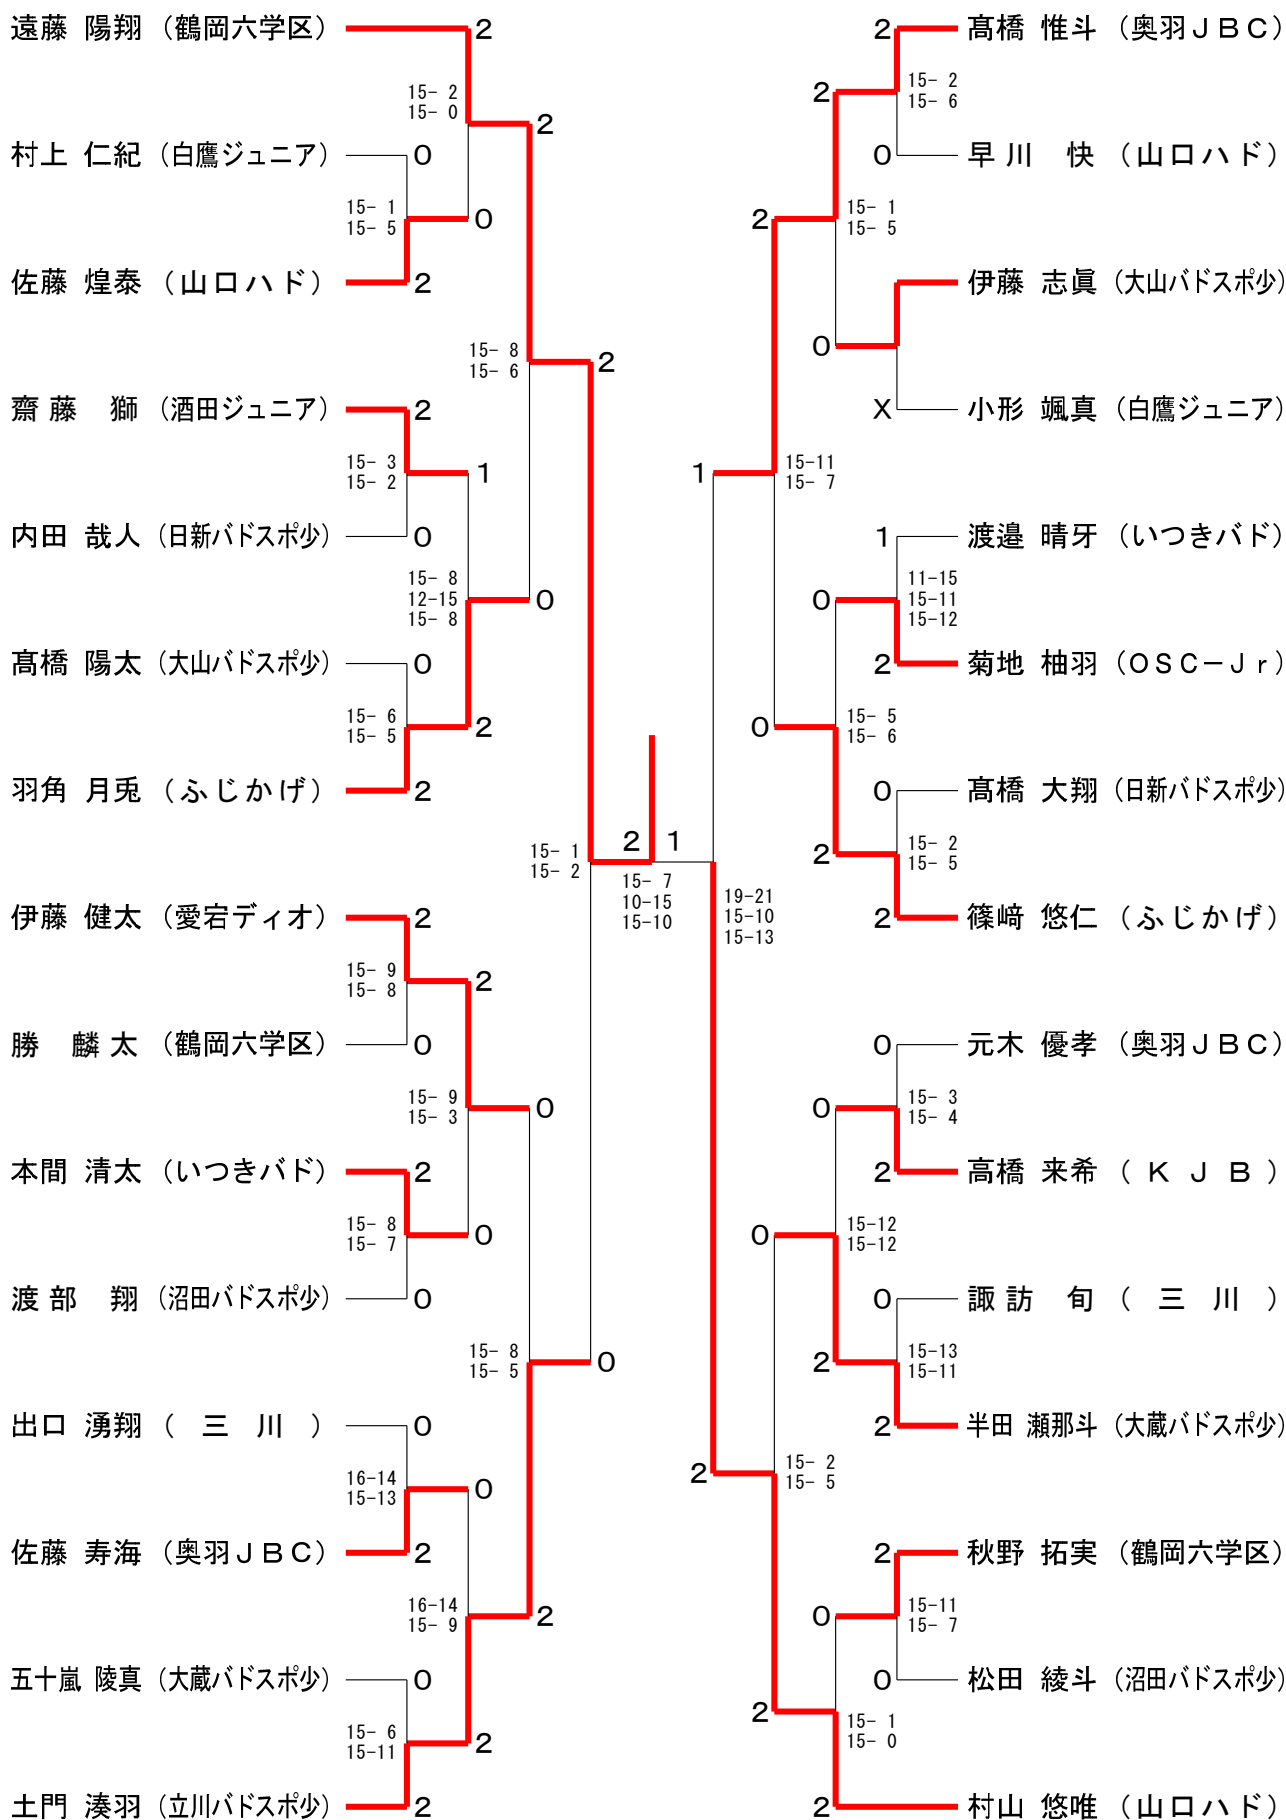 遠藤 陽翔 (鶴岡六学区) 2
15- 2
15- 0
2
村上 仁紀 (白鷹ジュニア) 0
15- 1
15- 5
0
佐藤 煌泰 (山口ハド) 2
15- 8
15- 6
2
齋藤 獅 (酒田ジュニア) 2
15- 3
15- 2
1
内田 哉人 (日新バドスポ少) 0
15- 8
12-15
15- 8
0
髙橋 陽太 (大山バドスポ少) 0
15- 6
15- 5
2
羽角 月兎 (ふじかげ) 2
15- 1
15- 2
伊藤 健太 (愛宕ディオ) 2
15- 9
15- 8
2
勝 麟太 (鶴岡六学区) 0
15- 9
15- 3
0
本間 清太 (いつきバド) 2
15- 8
15- 7
0
渡部 翔 (沼田バドスポ少) 0
15- 8
15- 5
0
出口 湧翔 (三川) 0
16-14
15-13
0
佐藤 寿海 (奥羽JBC) 2
16-14
15- 9
2
五十嵐 陵真 (大蔵バドスポ少) 0
15- 6
15-11
2
土門 湊羽 (立川バドスポ少) 2
2 1
15- 7
10-15
15-10
2 髙橋 惟斗 (奥羽JBC)
2
15- 2
15- 6
0 早川 快 (山口ハド)
2
15- 1
15- 5
伊藤 志眞 (大山バドスポ少)
0
X 小形 颯真 (白鷹ジュニア)
1
15-11
15- 7
1 渡邉 晴牙 (いつきバド)
0
11-15
15-11
15-12
2 菊地 柚羽 (OSC－Jr)
0
15- 5
15- 6
0 髙橋 大翔 (日新バドスポ少)
2
15- 2
15- 5
2 篠﨑 悠仁 (ふじかげ)
19-21
15-10
15-13
0 元木 優孝 (奥羽JBC)
0
15- 3
15- 4
2 高橋 来希 (KJB)
0
15-12
15-12
0 諏訪 旬 (三川)
2
15-13
15-11
2 半田 瀬那斗 (大蔵バドスポ少)
2
15- 2
15- 5
2 秋野 拓実 (鶴岡六学区)
0
15-11
15- 7
0 松田 綾斗 (沼田バドスポ少)
2
15- 1
15- 0
2 村山 悠唯 (山口ハド)